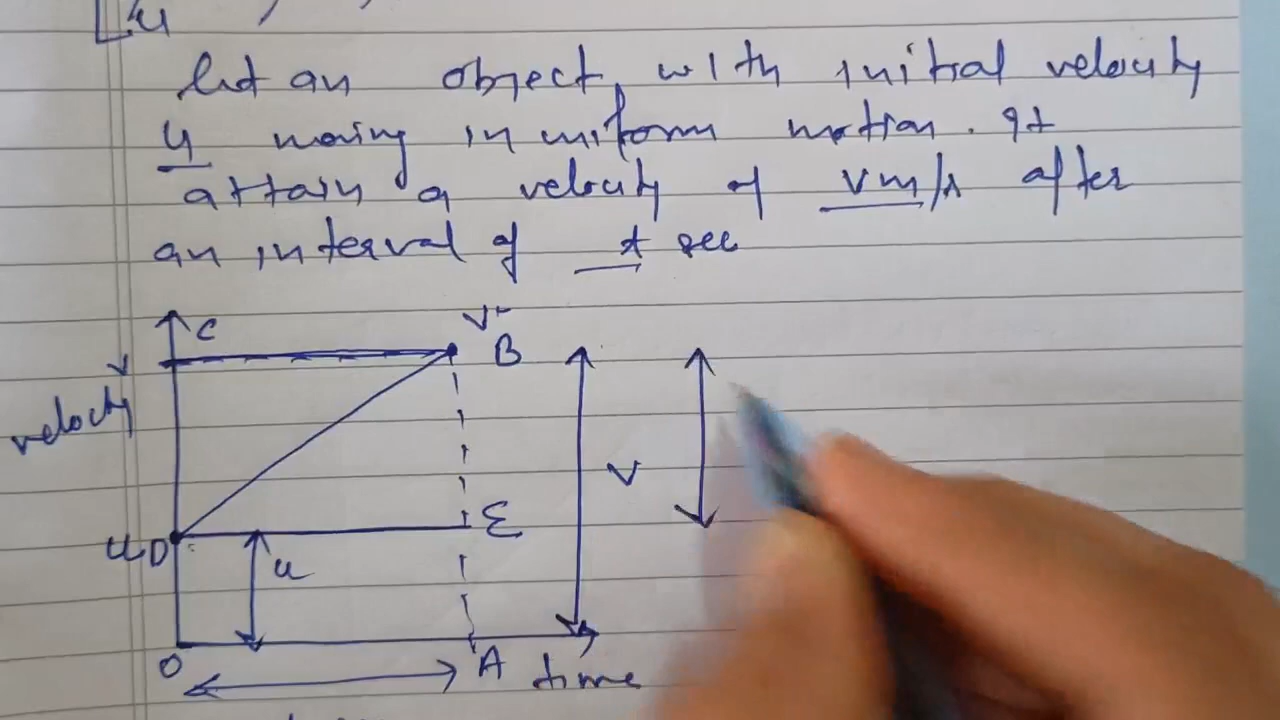 u
let an object, with initial velocity
u moving in uniform motion. It
attain a velocity of v m/s after
an interval of t sec
C
V
B
v
velocity
V
E
u D
u
O
A time